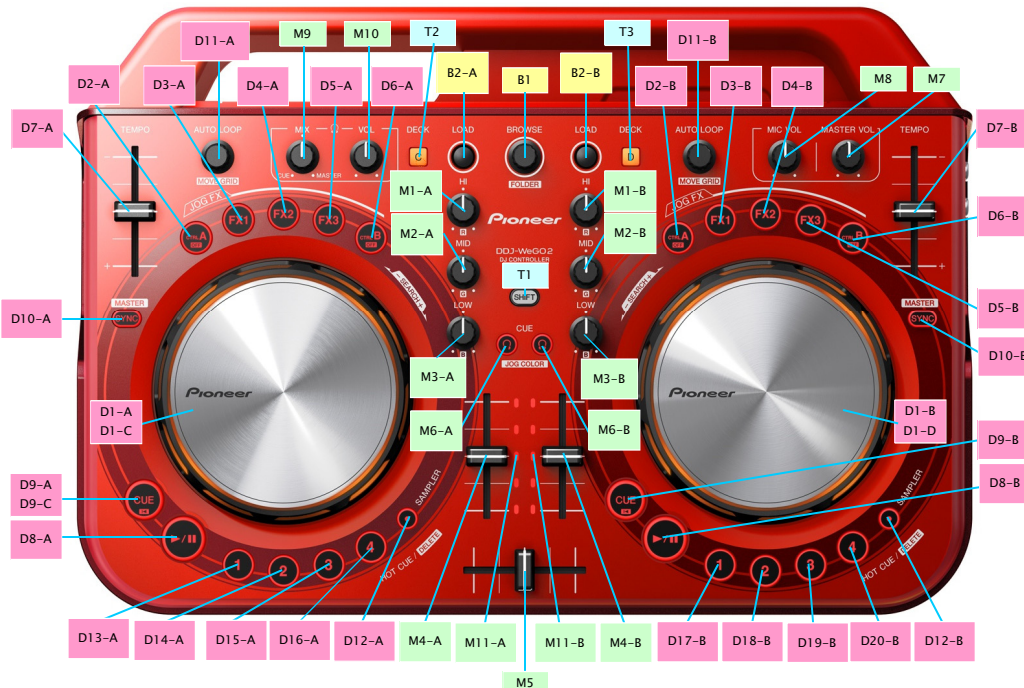 D11-A
M9
M10
T2
T3
D11-B
D2-A
D3-A
D4-A
D5-A
D6-A
B2-A
B1
B2-B
D2-B
D3-B
D4-B
M8
M7
D7-A
D7-B
TEMPO
AUTO LOOP
MIX
VOL
DECK
LOAD
BROWSE
LOAD
DECK
AUTO LOOP
MIC VOL
MASTER VOL
TEMPO
C
D
CUE
MASTER
MOVE GRID
FOLDER
MOVE GRID
HI
HI
M1-A
M1-B
JOG FX
FX1
FX2
FX3
CTRL A
CTRL B
Pioneer
JOG FX
FX1
FX2
FX3
CTRL A
CTRL B
D6-B
M2-A
M2-B
MID
MID
DDJ-WeGO2
DJ CONTROLLER
T1
SHIFT
- SEARCH +
- SEARCH +
LOW
LOW
MASTER
SYNC
MASTER
SYNC
D10-A
D5-B
D10-B
CUE
JOG COLOR
M3-A
M3-B
Pioneer
Pioneer
D1-A
D1-C
D1-B
D1-D
M6-A
M6-B
D9-B
D9-A
D9-C
CUE
SAMPLER
CUE
SAMPLER
D8-B
D8-A
1
2
3
4
HOT CUE / DELETE
1
2
3
4
HOT CUE / DELETE
D13-A
D14-A
D15-A
D16-A
D12-A
M4-A
M11-A
M11-B
M4-B
D17-B
D18-B
D19-B
D20-B
D12-B
M5